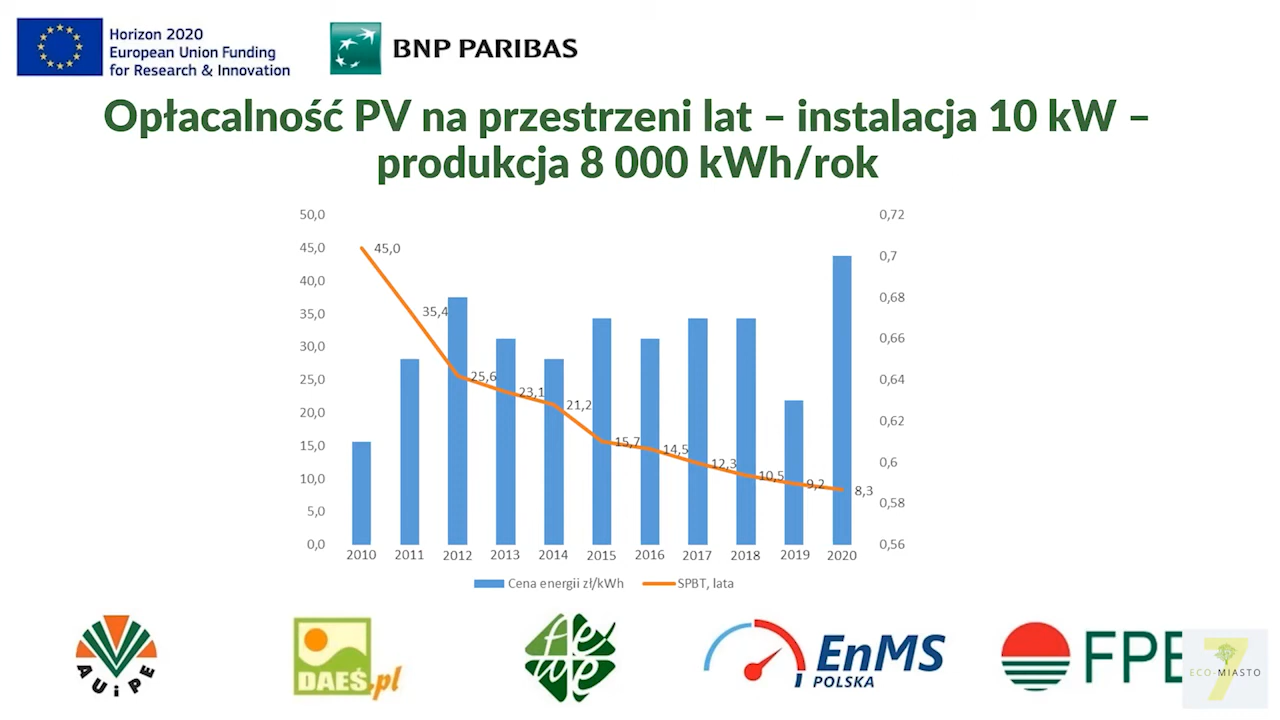 Horizon 2020
European Union Funding
for Research & Innovation
BNP PARIBAS
Opłacalność PV na przestrzeni lat – instalacja 10 kW –
produkcja 8 000 kWh/rok
50,0
45,0
40,0
35,0
30,0
25,0
20,0
15,0
10,0
5,0
0,0
45,0
35,4
25,6
23,1
21,2
15,7
14,5
12,3
10,5
9,2
8,3
0,72
0,7
0,68
0,66
0,64
0,62
0,6
0,58
0,56
2010 2011 2012 2013 2014 2015 2016 2017 2018 2019 2020
Cena energii zł/kWh SPBT, lata
AUiPE
DAEŚ.pl
fewe
EnMS
POLSKA
FPE
7
ECO-MIASTO